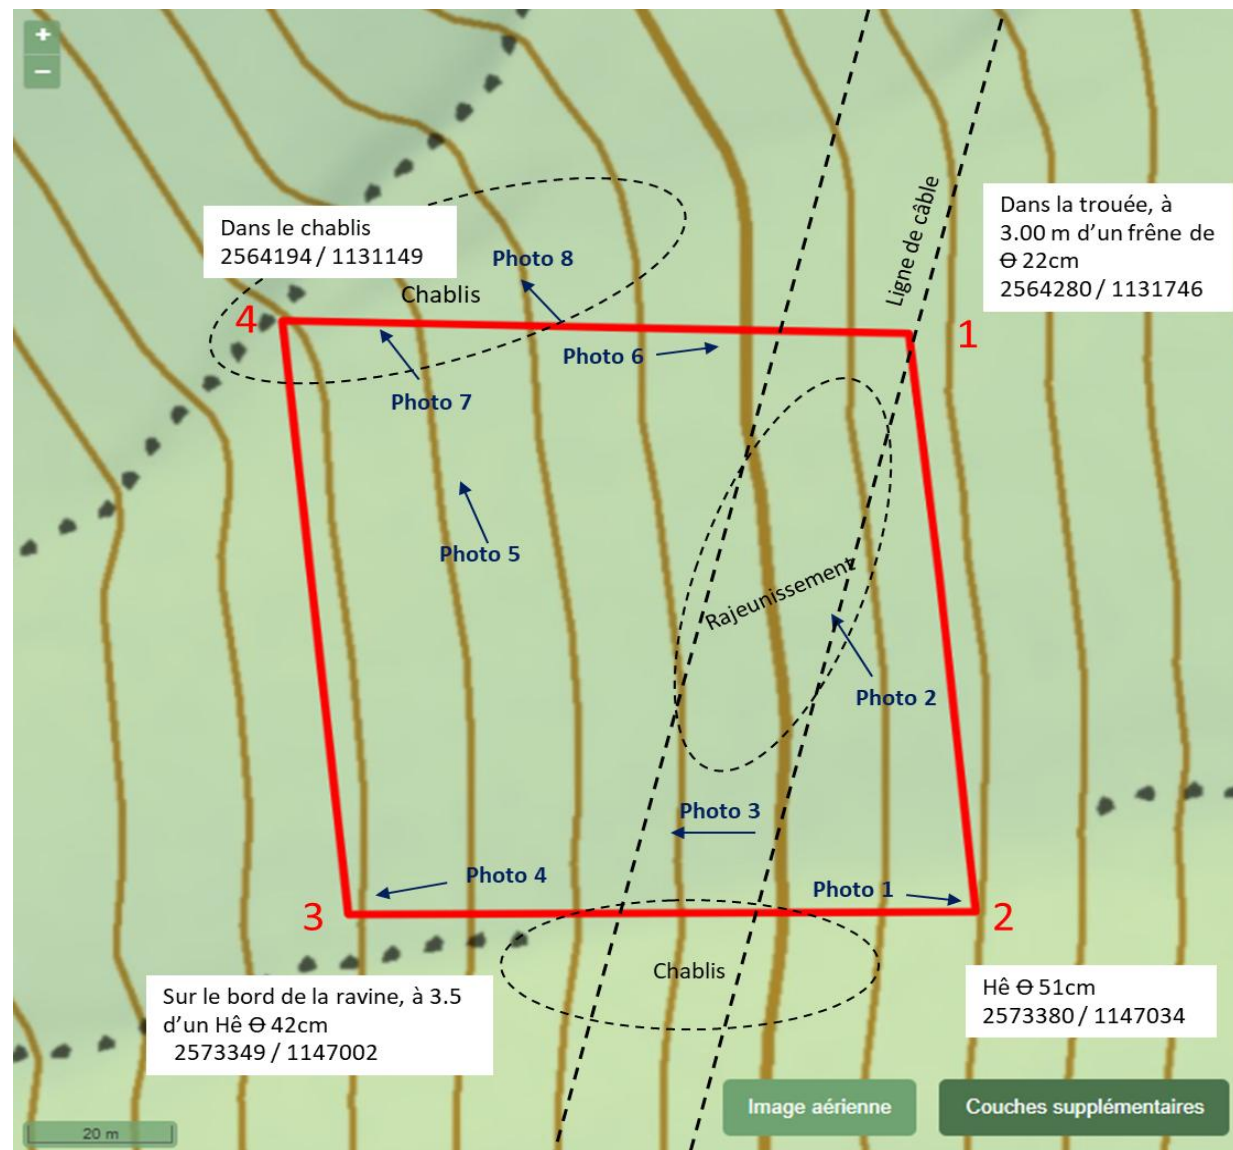 +
−
Ligne de câble
Dans la trouée, à
3.00 m d’un frêne de
Ɵ 22cm
2564280 / 1131746
Dans le chablis
2564194 / 1131149
Photo 8
Chablis
4
1
Photo 6
Photo 7
Photo 5
Rajeunissement
Photo 2
Photo 3
Photo 4
Photo 1
3
2
Chablis
Sur le bord de la ravine, à 3.5
d’un Hê Ɵ 42cm
2573349 / 1147002
Hê Ɵ 51cm
2573380 / 1147034
Image aérienne
Couches supplémentaires
20 m